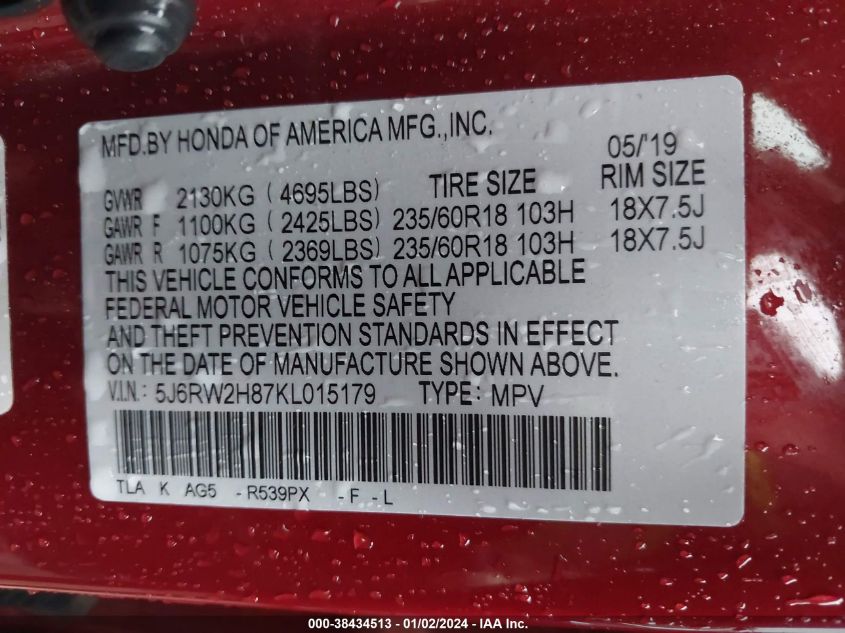 MFD.BY HONDA OF AMERICA MFG.,INC.
05/'19
GVWR 2130KG (4695LBS) TIRE SIZE RIM SIZE
GAWR F 1100KG (2425LBS) 235/60R18 103H 18X7.5J
GAWR R 1075KG (2369LBS) 235/60R18 103H 18X7.5J
THIS VEHICLE CONFORMS TO ALL APPLICABLE
FEDERAL MOTOR VEHICLE SAFETY
AND THEFT PREVENTION STANDARDS IN EFFECT
ON THE DATE OF MANUFACTURE SHOWN ABOVE.
V.I.N.: 5J6RW2H87KL015179 TYPE: MPV
TLA K AG5 -R539PX -F -L
000-38434513 - 01/02/2024 - IAA Inc.